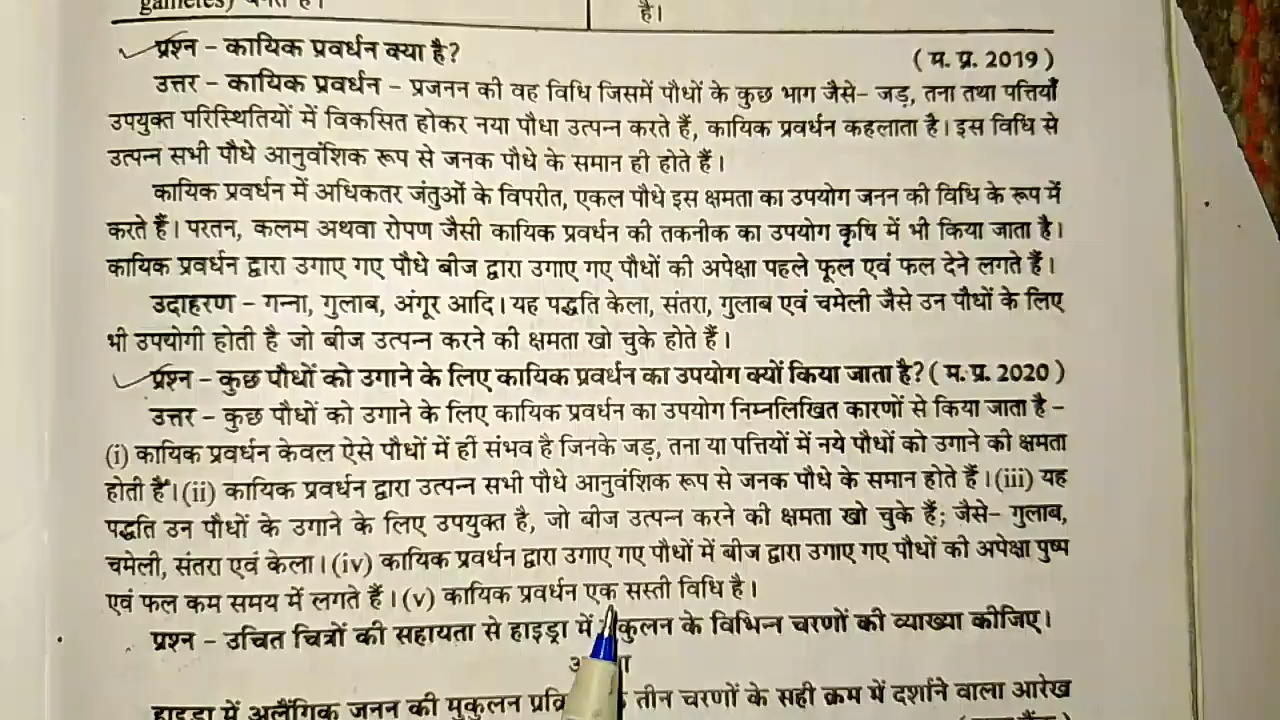 है।
प्रश्न – कायिक प्रवर्धन क्या है? (म. प्र. 2019)
उत्तर – कायिक प्रवर्धन – प्रजनन की वह विधि जिसमें पौधों के कुछ भाग जैसे– जड़, तना तथा पत्तियाँ
उपयुक्त परिस्थितियों में विकसित होकर नया पौधा उत्पन्न करते हैं, कायिक प्रवर्धन कहलाता है। इस विधि से
उत्पन्न सभी पौधे आनुवंशिक रूप से जनक पौधे के समान ही होते हैं।
कायिक प्रवर्धन में अधिकतर जंतुओं के विपरीत, एकल पौधे इस क्षमता का उपयोग जनन की विधि के रूप में
करते हैं। परतन, कलम अथवा रोपण जैसी कायिक प्रवर्धन की तकनीक का उपयोग कृषि में भी किया जाता है।
कायिक प्रवर्धन द्वारा उगाए गए पौधे बीज द्वारा उगाए गए पौधों की अपेक्षा पहले फूल एवं फल देने लगते हैं।
उदाहरण – गन्ना, गुलाब, अंगूर आदि। यह पद्धति केला, संतरा, गुलाब एवं चमेली जैसे उन पौधों के लिए
भी उपयोगी होती है जो बीज उत्पन्न करने की क्षमता खो चुके होते हैं।
प्रश्न – कुछ पौधों को उगाने के लिए कायिक प्रवर्धन का उपयोग क्यों किया जाता है? (म. प्र. 2020)
उत्तर – कुछ पौधों को उगाने के लिए कायिक प्रवर्धन का उपयोग निम्नलिखित कारणों से किया जाता है –
(i) कायिक प्रवर्धन केवल ऐसे पौधों में ही संभव है जिनके जड़, तना या पत्तियों में नये पौधों को उगाने की क्षमता
होती है। (ii) कायिक प्रवर्धन द्वारा उत्पन्न सभी पौधे आनुवंशिक रूप से जनक पौधे के समान होते हैं। (iii) यह
पद्धति उन पौधों के उगाने के लिए उपयुक्त है, जो बीज उत्पन्न करने की क्षमता खो चुके हैं; जैसे– गुलाब,
चमेली, संतरा एवं केला। (iv) कायिक प्रवर्धन द्वारा उगाए गए पौधों में बीज द्वारा उगाए गए पौधों की अपेक्षा पुष्प
एवं फल कम समय में लगते हैं। (v) कायिक प्रवर्धन एक सस्ती विधि है।
प्रश्न – उचित चित्रों की सहायता से हाइड्रा में कुलन के विभिन्न चरणों की व्याख्या कीजिए।
हाइड्रा में अलैंगिक जनन की मुकुलन तीन चरणों के सही क्रम में दर्शाने वाला आरेख